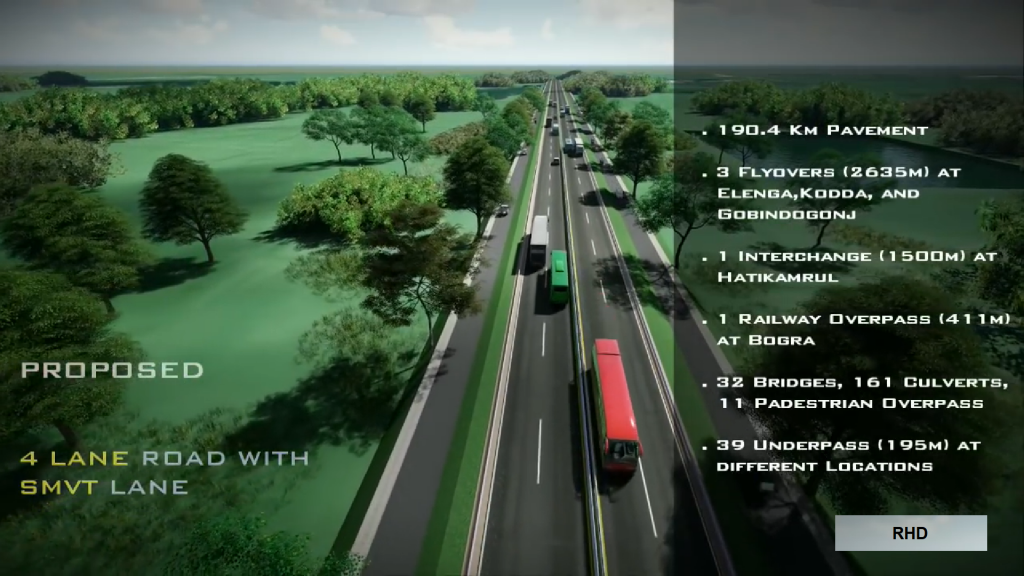 . 190.4 Km Pavement
. 3 Flyovers (2635m) at
Elenga,Kodda, and
Gobindogonj
. 1 Interchange (1500m) at
Hatikamrul
. 1 Railway Overpass (411m)
at Bogra
. 32 Bridges, 161 Culverts,
11 Padestrian Overpass
. 39 Underpass (195m) at
different Locations
PROPOSED
4 LANE ROAD WITH
SMVT LANE
RHD